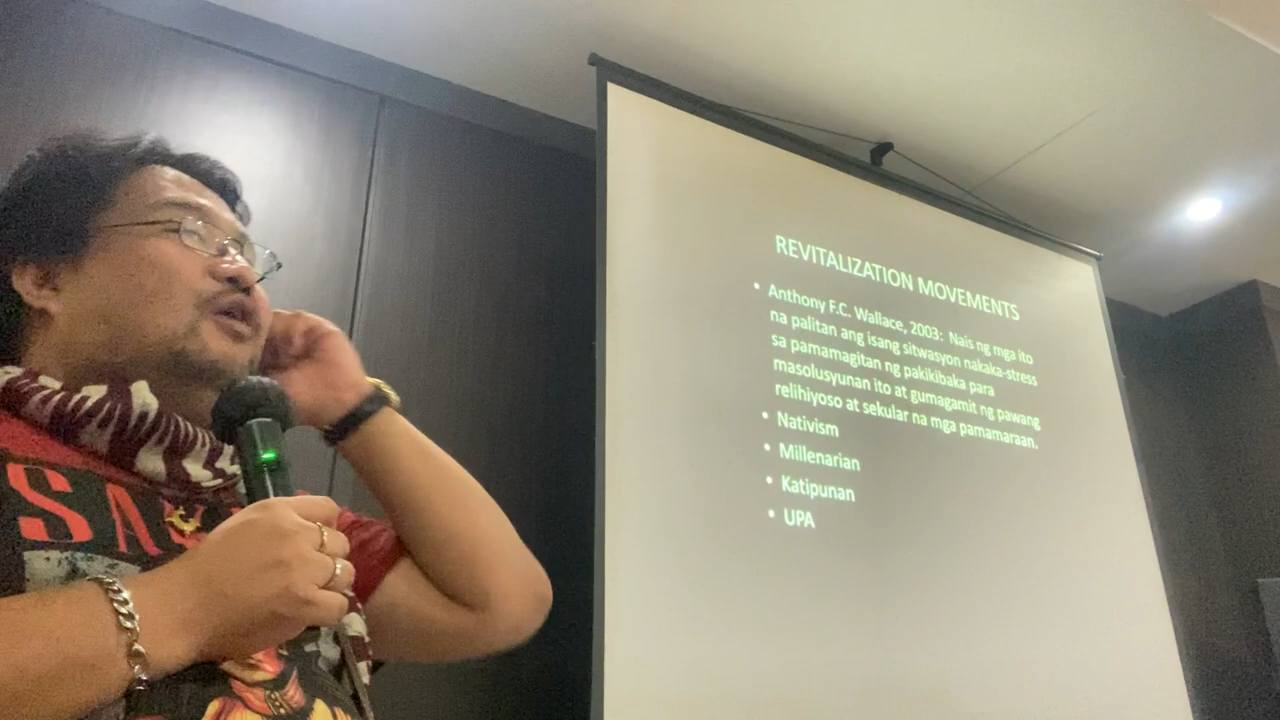 REVITALIZATION MOVEMENTS
• Anthony F.C. Wallace, 2003: Nais ng mga ito
na palitan ang isang sitwasyon nakaka-stress
sa pamamagitan ng pakikibaka para
masolusyunan ito at gumagamit ng pawang
relihiyoso at sekular na mga pamamaraan.
• Nativism
• Millenarian
• Katipunan
• UPA